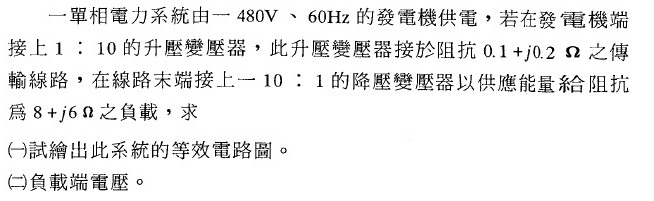 一單相電力系統由一 480V 、 60Hz 的發電機供電，若在發電機端
接上 1 ： 10 的升壓變壓器，此升壓變壓器接於阻抗 0.1 +j0.2 Ω 之傳
輸線路，在線路末端接上一 10 ： 1 的降壓變壓器以供應能量給阻抗
為 8 +j6 Ω 之負載，求
㈠試繪出此系統的等效電路圖。
㈡負載端電壓。